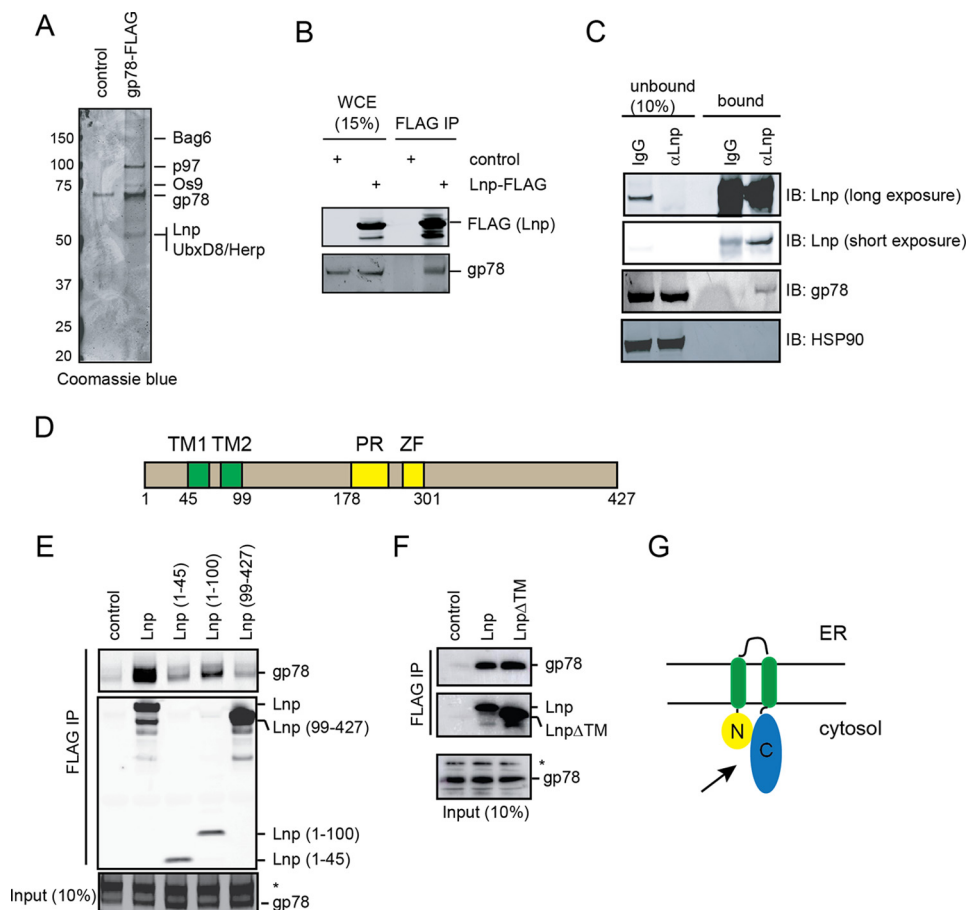 A
control
gp78-FLAG
150
100
75
50
37
25
20
Bag6
p97
Os9
gp78
Lnp
UbxD8/Herp
Coomassie blue
B
WCE
(15%)
FLAG IP
+ + control
+ + Lnp-FLAG
FLAG (Lnp)
gp78
C
unbound
(10%)
bound
IgG
αLnp
IgG
αLnp
IB: Lnp (long exposure)
IB: Lnp (short exposure)
IB: gp78
IB: HSP90
D
TM1 TM2 PR ZF
1 45 99 178 301 427
E
control
Lnp
Lnp (1-45)
Lnp (1-100)
Lnp (99-427)
FLAG IP
gp78
Lnp
Lnp (99-427)
Lnp (1-100)
Lnp (1-45)
Input (10%)
*
gp78
F
control
Lnp
LnpΔTM
FLAG IP
gp78
Lnp
LnpΔTM
*
gp78
Input (10%)
G
ER
cytosol
N
C